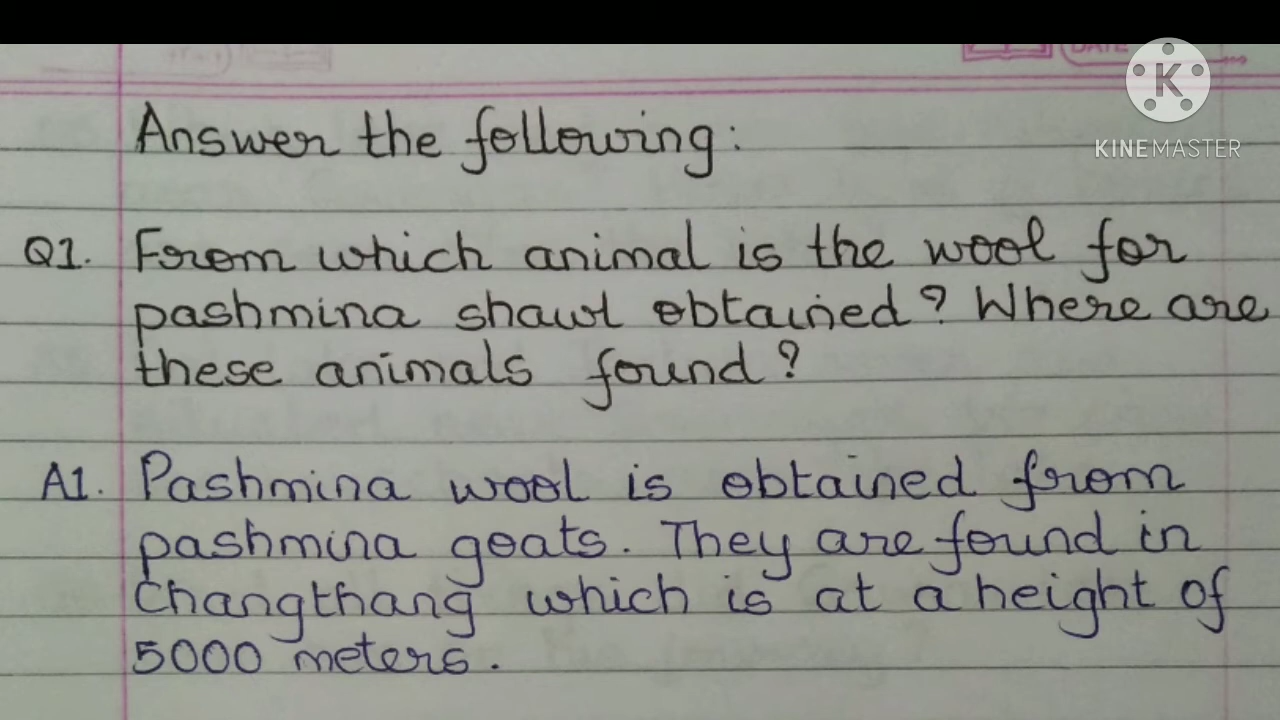 DATE
KINEMASTER
Answer the following:
Q1. From which animal is the wool for
pashmina shawl obtained? Where are
these animals found?
A1. Pashmina wool is obtained from
pashmina goats. They are found in
Changthang which is at a height of
5000 meters.